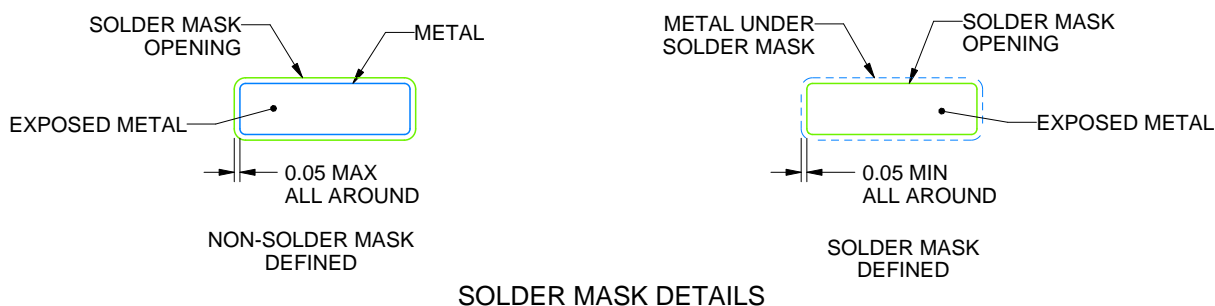 SOLDER MASK
OPENING
METAL
EXPOSED METAL
0.05 MAX
ALL AROUND
NON-SOLDER MASK
DEFINED
METAL UNDER
SOLDER MASK
SOLDER MASK
OPENING
EXPOSED METAL
0.05 MIN
ALL AROUND
SOLDER MASK
DEFINED
SOLDER MASK DETAILS